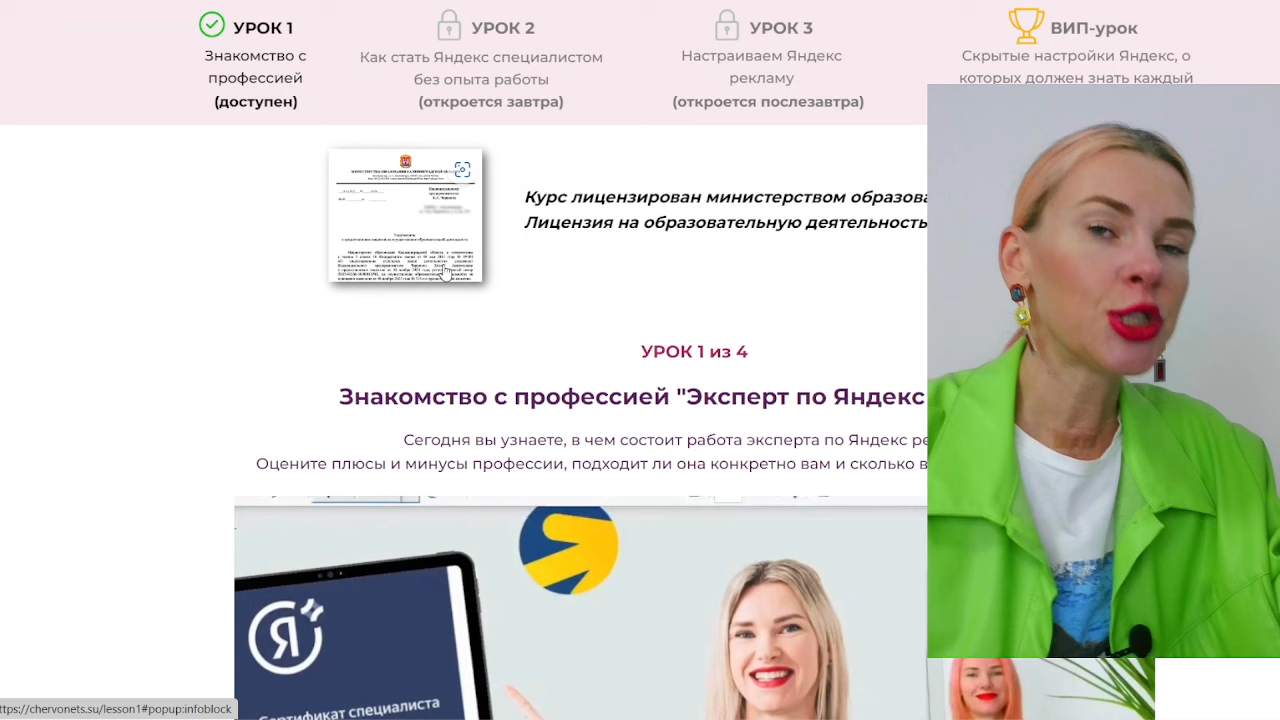 УРОК 1
Знакомство с
профессией
(доступен)
УРОК 2
Как стать Яндекс специалистом
без опыта работы
(откроется завтра)
УРОК 3
Настраиваем Яндекс
рекламу
(откроется послезавтра)
ВИП-урок
Скрытые настройки Яндекс, о
которых должен знать каждый
Курс лицензирован министерством
Лицензия на образовательную деятельность
УРОК 1 из 4
Знакомство с профессией "Эксперт по Яндекс
Сегодня вы узнаете, в чем состоит работа эксперта по Яндекс
Оцените плюсы и минусы профессии, подходит ли она конкретно вам и сколько
Я
Сертификат специалиста
ttps://chervonets.su/lesson1#popup:infoblock